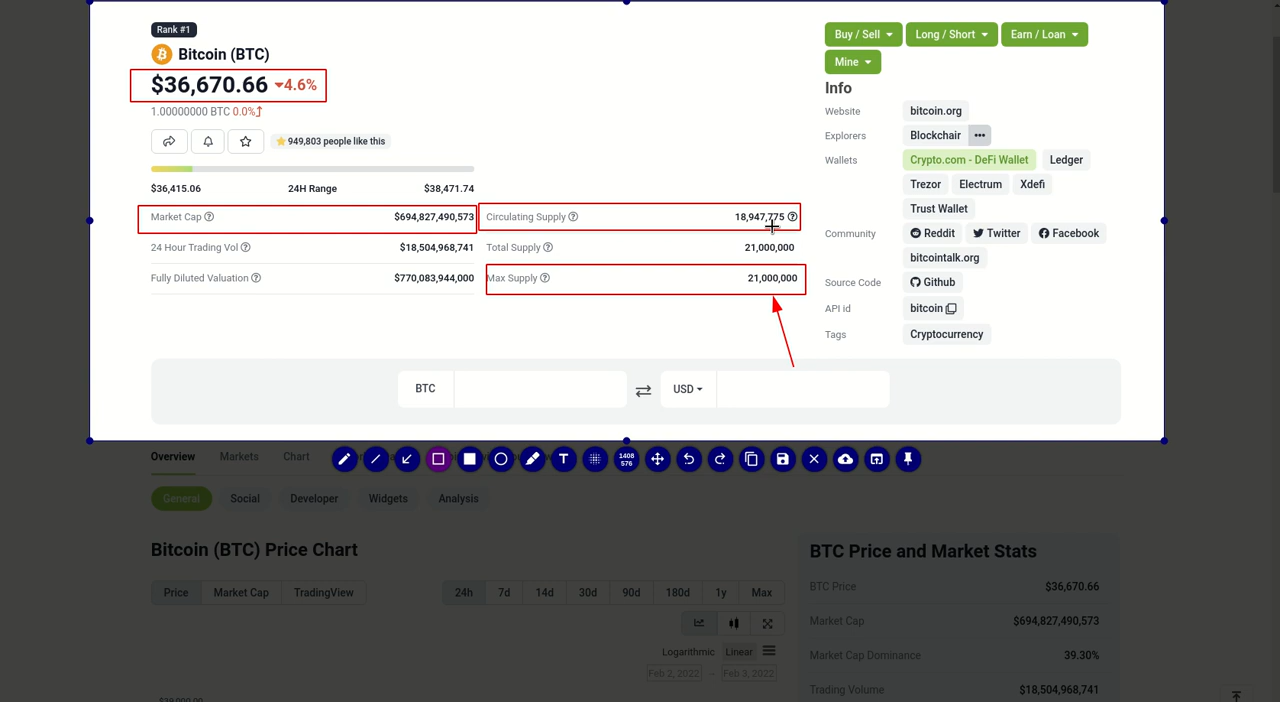 Rank #1
Bitcoin (BTC)
$36,670.66 4.6%
1.00000000 BTC 0.0%
949,803 people like this
$36,415.06 24H Range $38,471.74
Market Cap $694,827,490,573
24 Hour Trading Vol $18,504,968,741
Fully Diluted Valuation $770,083,944,000
Circulating Supply 18,947,775
Total Supply 21,000,000
Max Supply 21,000,000
Buy / Sell Long / Short Earn / Loan
Mine
Info
Website bitcoin.org
Explorers Blockchair •••
Wallets Crypto.com - DeFi Wallet Ledger
Trezor Electrum Xdefi
Trust Wallet
Community Reddit Twitter Facebook
bitcointalk.org
Source Code Github
API id bitcoin
Tags Cryptocurrency
BTC USD
1408
576
T
Overview Markets Chart
General Social Developer Widgets Analysis
Bitcoin (BTC) Price Chart
Price Market Cap TradingView 24h 7d 14d 30d 90d 180d 1y Max
Logarithmic Linear
Feb 2, 2022 → Feb 3, 2022
BTC Price and Market Stats
BTC Price $36,670.66
Market Cap $694,827,490,573
Market Cap Dominance 39.30%
Trading Volume $18,504,968,741